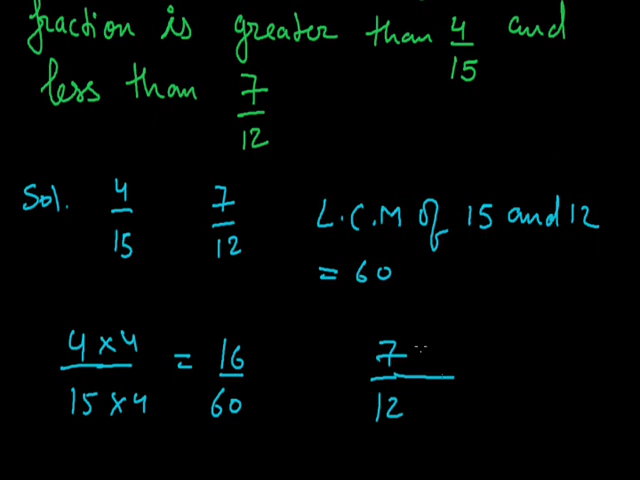 fraction is greater than 4/15 and
less than 7/12
Sol. 4/15 7/12 L.C.M of 15 and 12
= 60
4×4/15×4 = 16/60 7/12